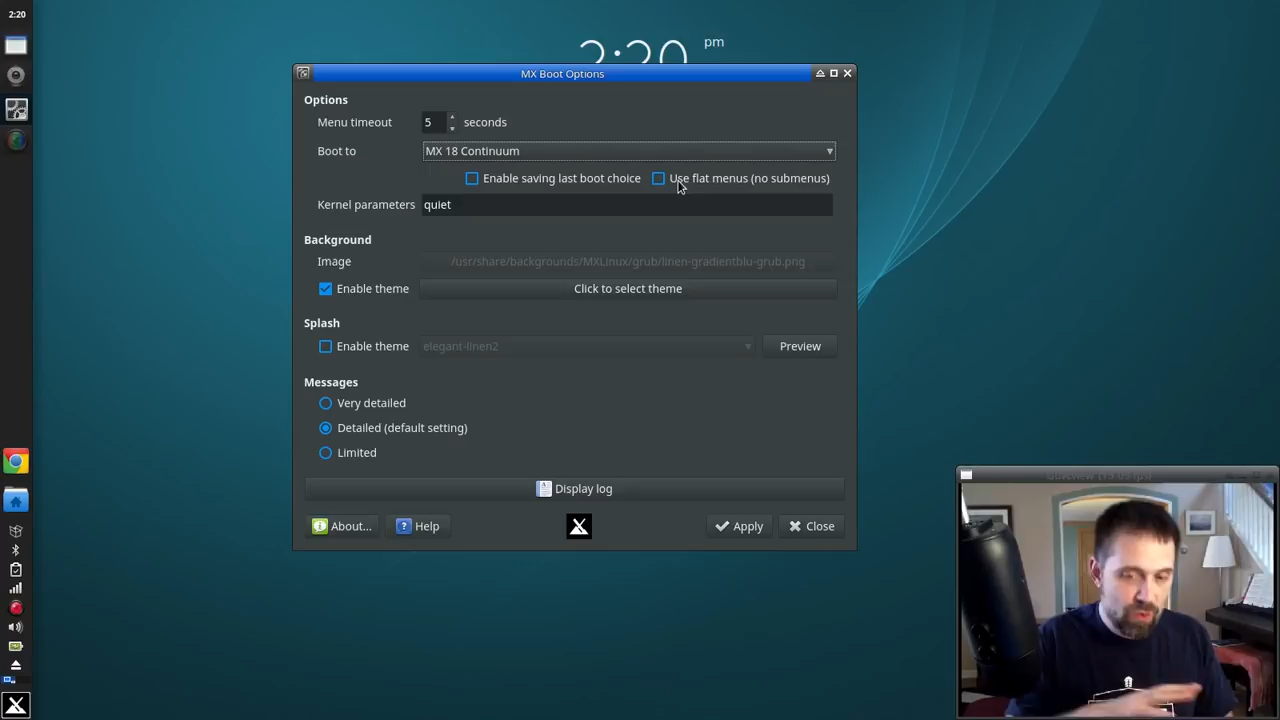 2:20
2:20 pm
MX Boot Options
Options
Menu timeout 5 seconds
Boot to MX 18 Continuum
Enable saving last boot choice Use flat menus (no submenus)
Kernel parameters quiet
Background
Image /usr/share/backgrounds/MXLinux/grub/linen-gradientblu-grub.png
Enable theme Click to select theme
Splash
Enable theme elegant-linen2 Preview
Messages
Very detailed
Detailed (default setting)
Limited
Display log
About... Help Apply Close